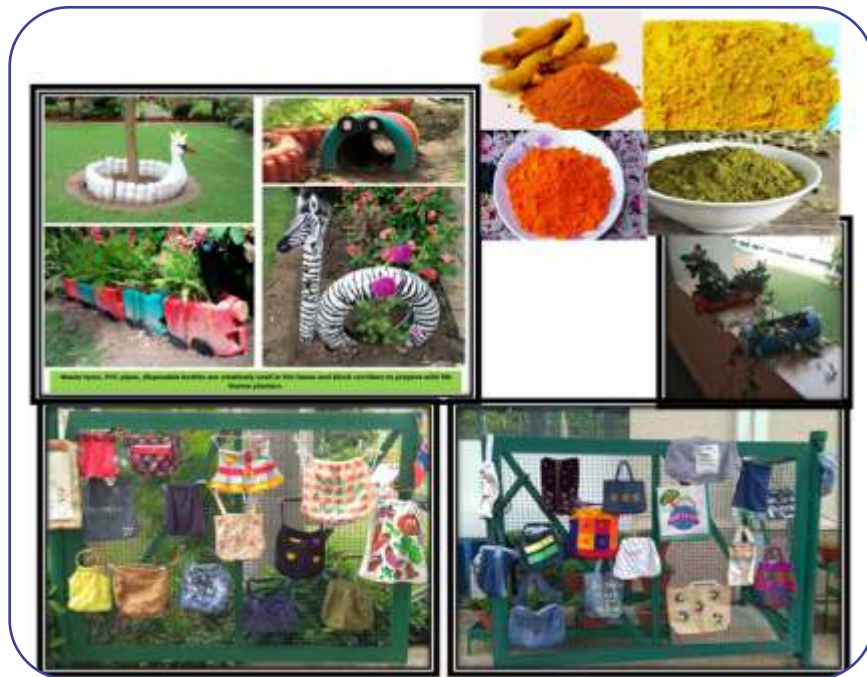 Waste tyres, PVC pipes, disposable bottles are creatively used in the lawns and block corridors to prepare wild life
theme planters